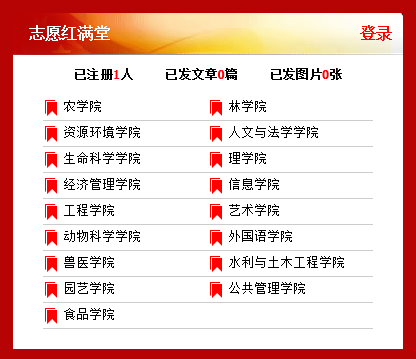 志愿红满堂 登录
已注册1人 已发文章0篇 已发图片0张
农学院 林学院
资源环境学院 人文与法学学院
生命科学学院 理学院
经济管理学院 信息学院
工程学院 艺术学院
动物科学学院 外国语学院
兽医学院 水利与土木工程学院
园艺学院 公共管理学院
食品学院